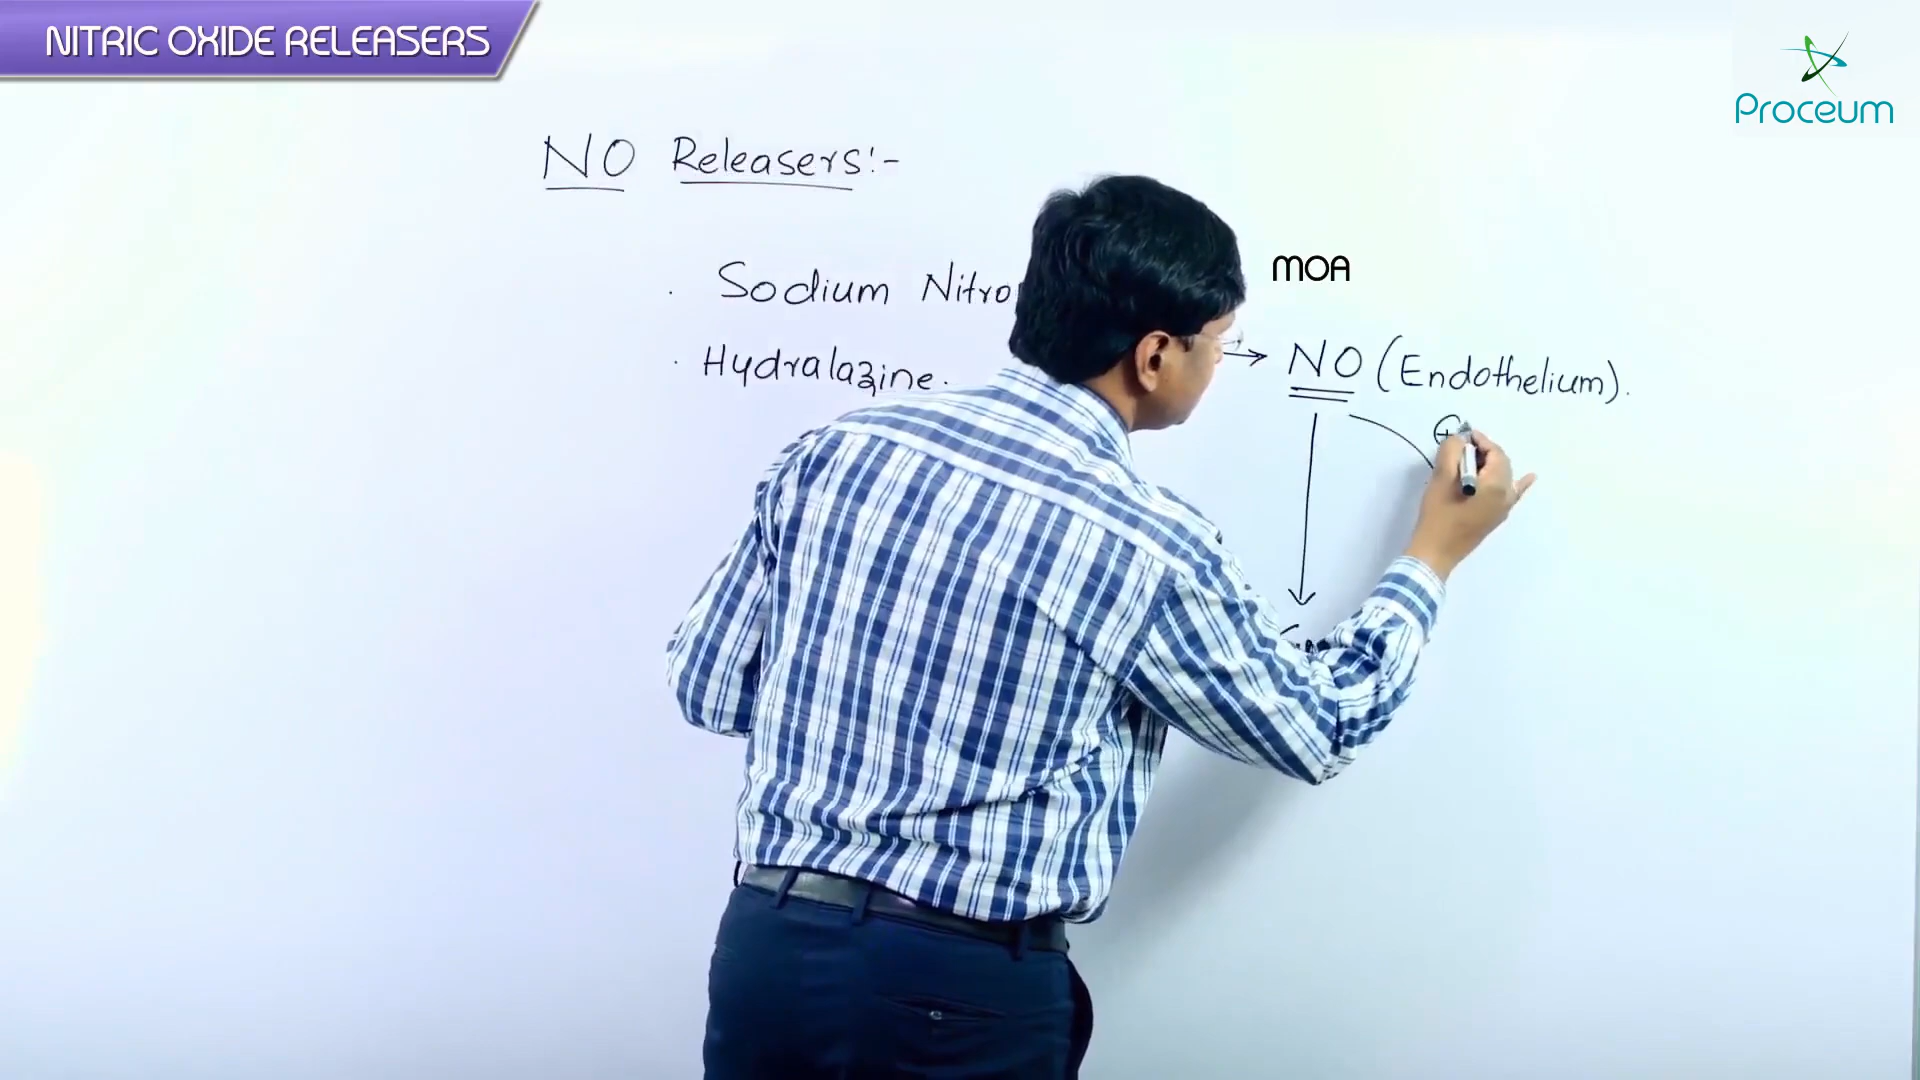 NITRIC OXIDE RELEASERS
Proceum
NO Releasers:-
MOA
. Sodium Nitro
. Hydralazine.
→ NO (Endothelium).
+